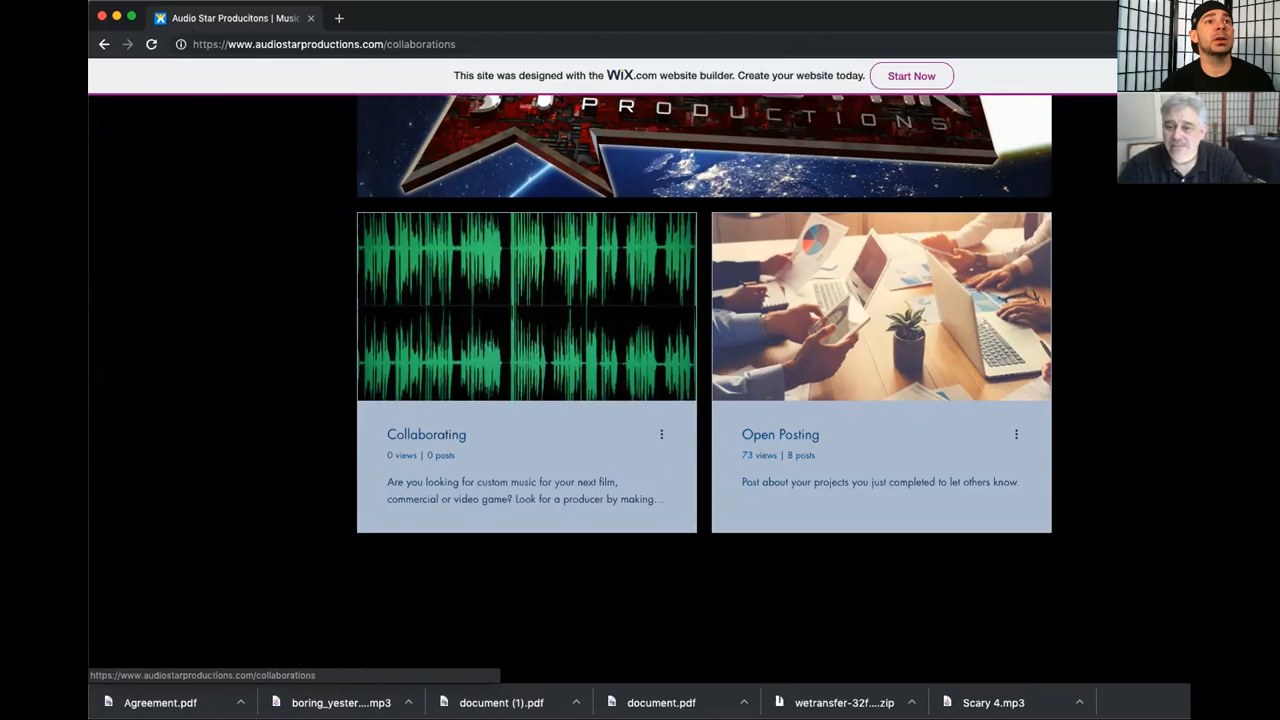 Audio Star Producitons | Music
https://www.audiostarproductions.com/collaborations
This site was designed with the WiX.com website builder. Create your website today.
Start Now
PRODUCTIONS
Collaborating
0 views | 0 posts
Are you looking for custom music for your next film,
commercial or video game? Look for a producer by making...
Open Posting
73 views | 8 posts
Post about your projects you just completed to let others know.
https://www.audiostarproductions.com/collaborations
Agreement.pdf
boring_yester....mp3
document (1).pdf
document.pdf
wetransfer-32f....zip
Scary 4.mp3